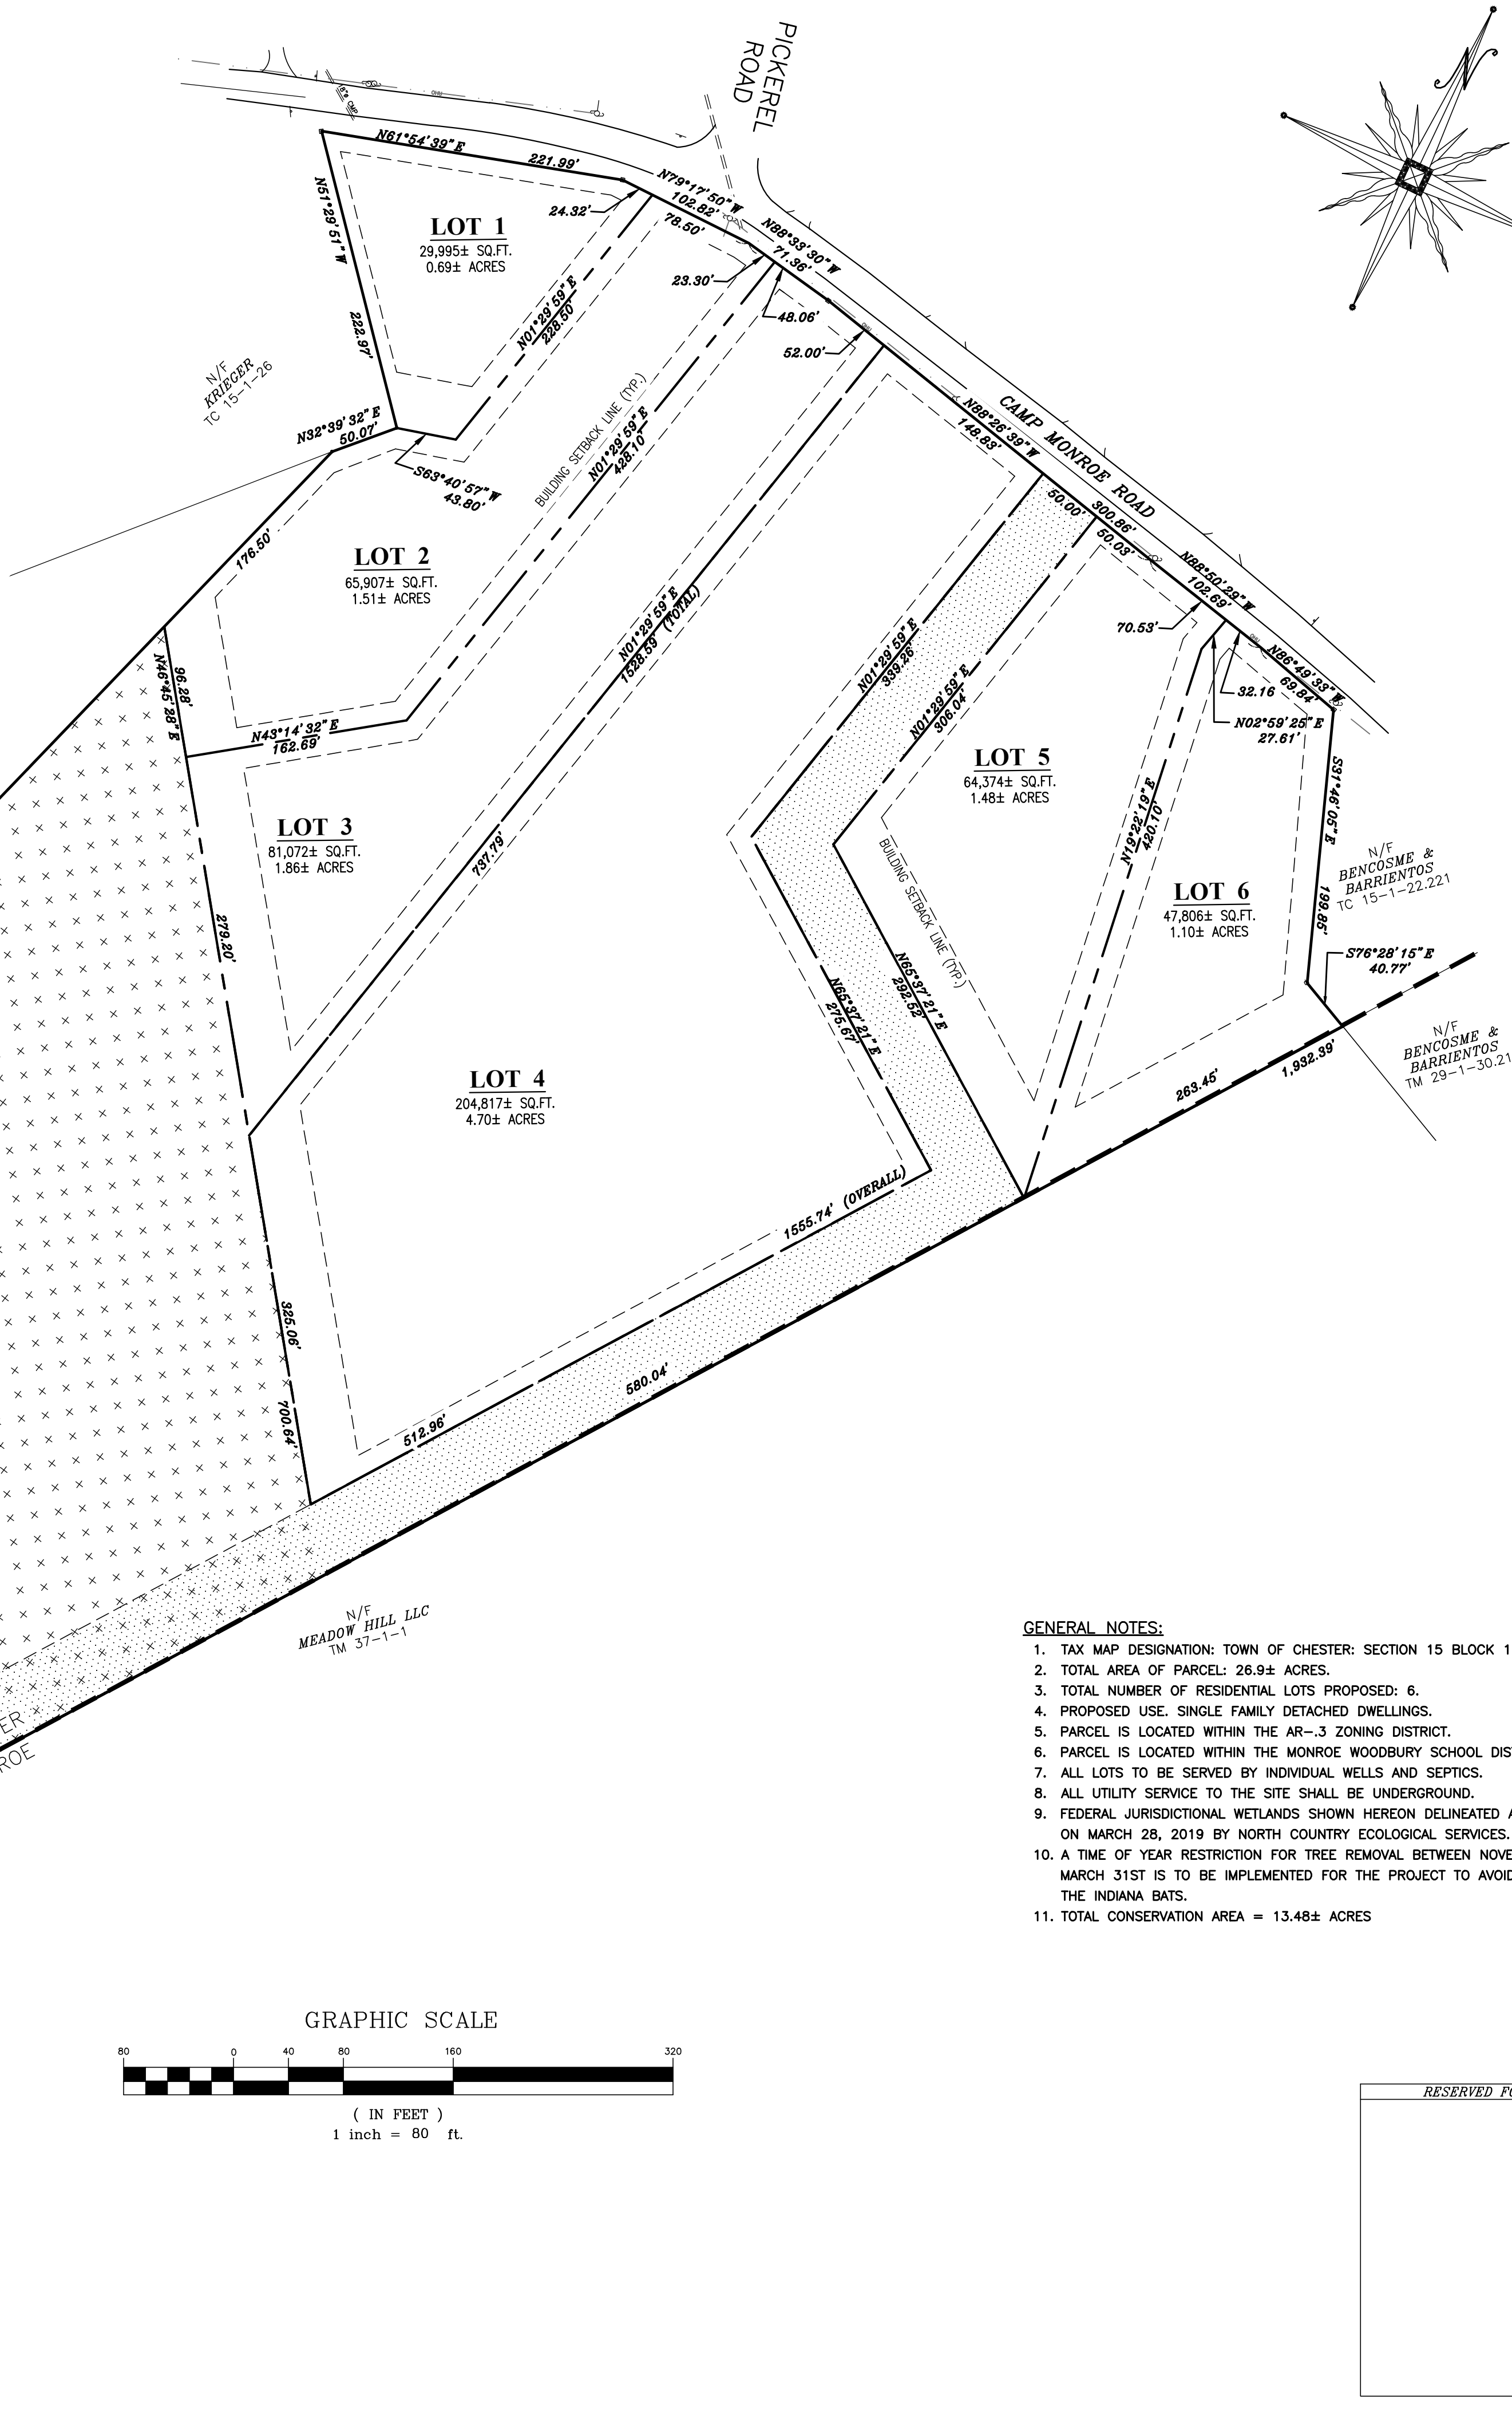 PICKEREL
ROAD
8"ø CMP
OHU
N61°54'39"E
221.99'
N79°17'50"W
102.82'
24.32'
78.50'
N88°33'30"W
71.36'
N51°29'51"W
LOT 1
29,995± SQ.FT.
0.69± ACRES
23.30'
N01°29'59"E
228.50'
48.06'
OHU
222.97'
52.00'
N/F
KRIEGER
TC 15-1-26
N32°39'32"E
50.07'
BUILDING SETBACK LINE (TYP.)
N01°29'59"E
428.10'
N88°26'39"W
148.83'
CAMP MONROE ROAD
S63°40'57"W
43.80'
50.00'
300.86'
50.03'
176.50'
LOT 2
65,907± SQ.FT.
1.51± ACRES
N88°50'29"W
102.69'
N01°29'59"E
1528.59' (TOTAL)
70.53'
OHU
N01°29'59"E
339.26'
N86°49'33"W
69.84'
N46°45'28"E
96.28'
32.16
N01°29'59"E
306.04'
N02°59'25"E
27.61'
N43°14'32"E
162.69'
LOT 5
64,374± SQ.FT.
1.48± ACRES
S31°46'05"E
N19°22'19"E
420.10'
LOT 3
81,072± SQ.FT.
1.86± ACRES
737.79'
BUILDING SETBACK LINE (TYP.)
N/F
BENCOSME &
BARRIENTOS
TC 15-1-22.221
LOT 6
47,806± SQ.FT.
1.10± ACRES
199.85'
279.20'
S76°28'15"E
40.77'
N65°37'21"E
292.52'
N65°37'21"E
275.67'
N/F
BENCOSME &
BARRIENTOS
TM 29-1-30.21
1,932.39'
263.45'
LOT 4
204,817± SQ.FT.
4.70± ACRES
1555.74' (OVERALL)
325.06'
580.04'
700.64'
512.96'
N/F
MEADOW HILL LLC
TM 37-1-1
ER
ROE
GENERAL NOTES:
1. TAX MAP DESIGNATION: TOWN OF CHESTER: SECTION 15 BLOCK 1
2. TOTAL AREA OF PARCEL: 26.9± ACRES.
3. TOTAL NUMBER OF RESIDENTIAL LOTS PROPOSED: 6.
4. PROPOSED USE. SINGLE FAMILY DETACHED DWELLINGS.
5. PARCEL IS LOCATED WITHIN THE AR-.3 ZONING DISTRICT.
6. PARCEL IS LOCATED WITHIN THE MONROE WOODBURY SCHOOL DIS
7. ALL LOTS TO BE SERVED BY INDIVIDUAL WELLS AND SEPTICS.
8. ALL UTILITY SERVICE TO THE SITE SHALL BE UNDERGROUND.
9. FEDERAL JURISDICTIONAL WETLANDS SHOWN HEREON DELINEATED A
ON MARCH 28, 2019 BY NORTH COUNTRY ECOLOGICAL SERVICES.
10. A TIME OF YEAR RESTRICTION FOR TREE REMOVAL BETWEEN NOVE
MARCH 31ST IS TO BE IMPLEMENTED FOR THE PROJECT TO AVOID
THE INDIANA BATS.
11. TOTAL CONSERVATION AREA = 13.48± ACRES
GRAPHIC SCALE
80 0 40 80 160 320
( IN FEET )
1 inch = 80 ft.
RESERVED FO